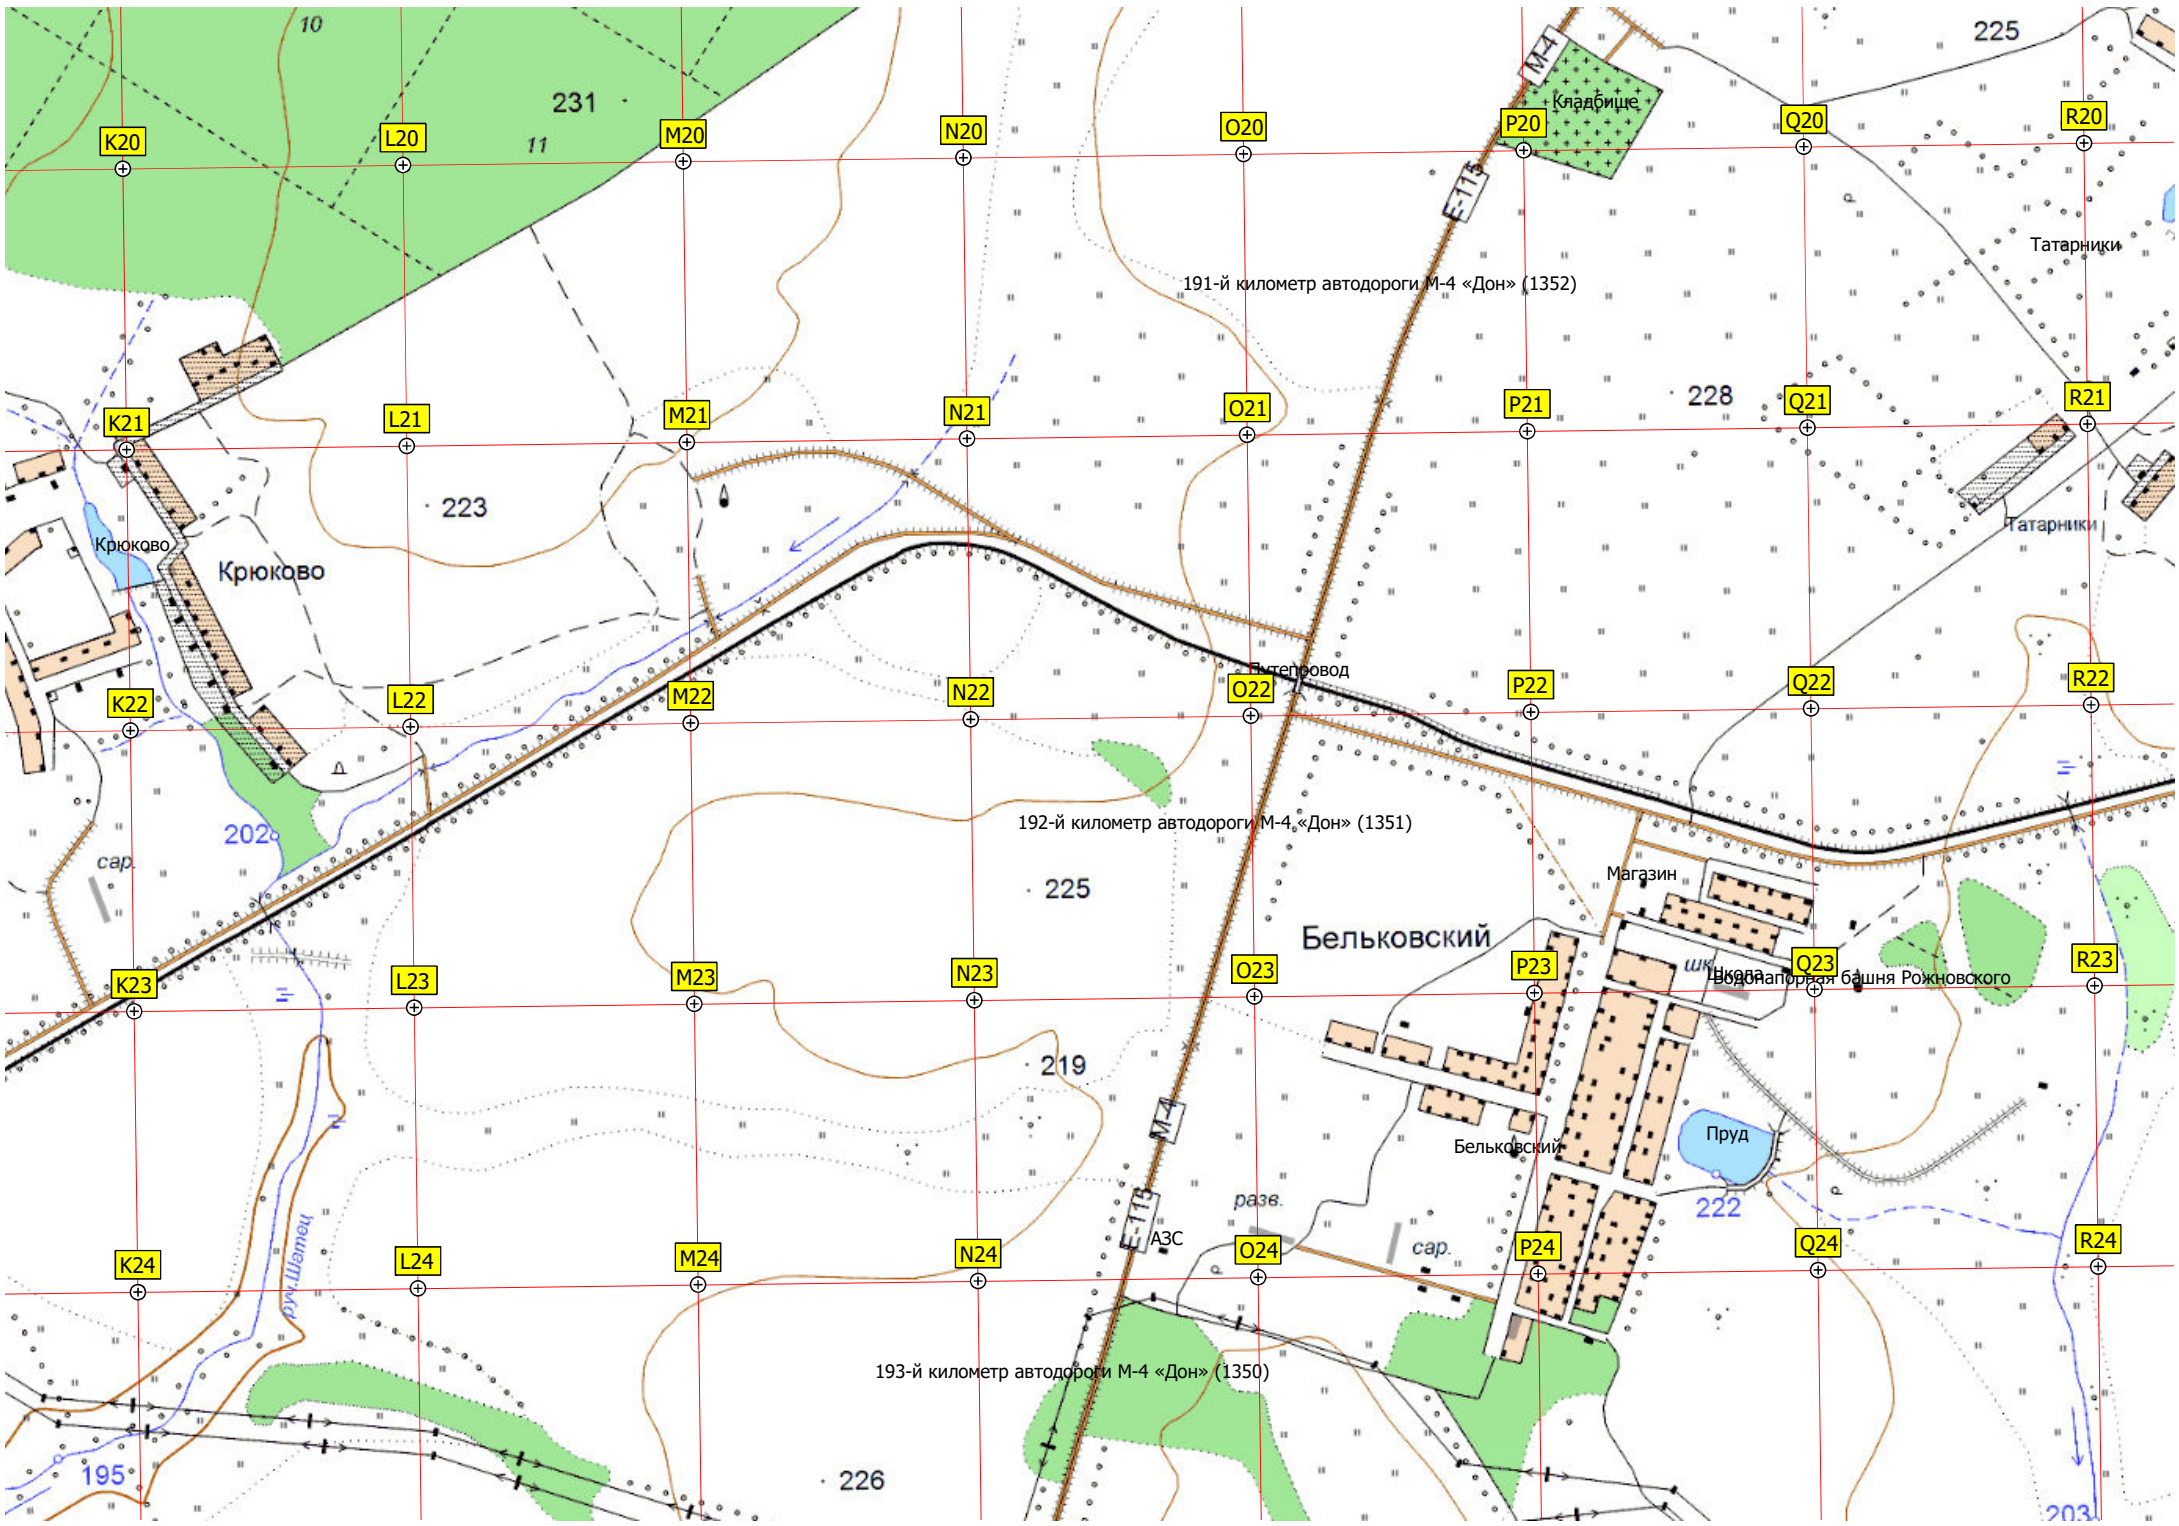 10
225
М-4
231
Кладбище
11
K20
L20
M20
N20
O20
P20
Q20
R20
Е-115
Татарники
191-й километр автодороги М-4 «Дон» (1352)
228
K21
L21
M21
N21
O21
P21
Q21
R21
223
Татарники
Крюково
Крюково
Путепровод
K22
L22
M22
N22
O22
P22
Q22
R22
202
192-й километр автодороги М-4 «Дон» (1351)
сар.
Магазин
225
Бельковский
шк.
Школа
Водонапорная башня Рожновского
K23
L23
M23
N23
O23
P23
Q23
R23
219
М-4
Пруд
Бельковский
разв.
222
Е-115
АЗС
сар.
руч.Шатец
K24
L24
M24
N24
O24
P24
Q24
R24
193-й километр автодороги М-4 «Дон» (1350)
195
226
203